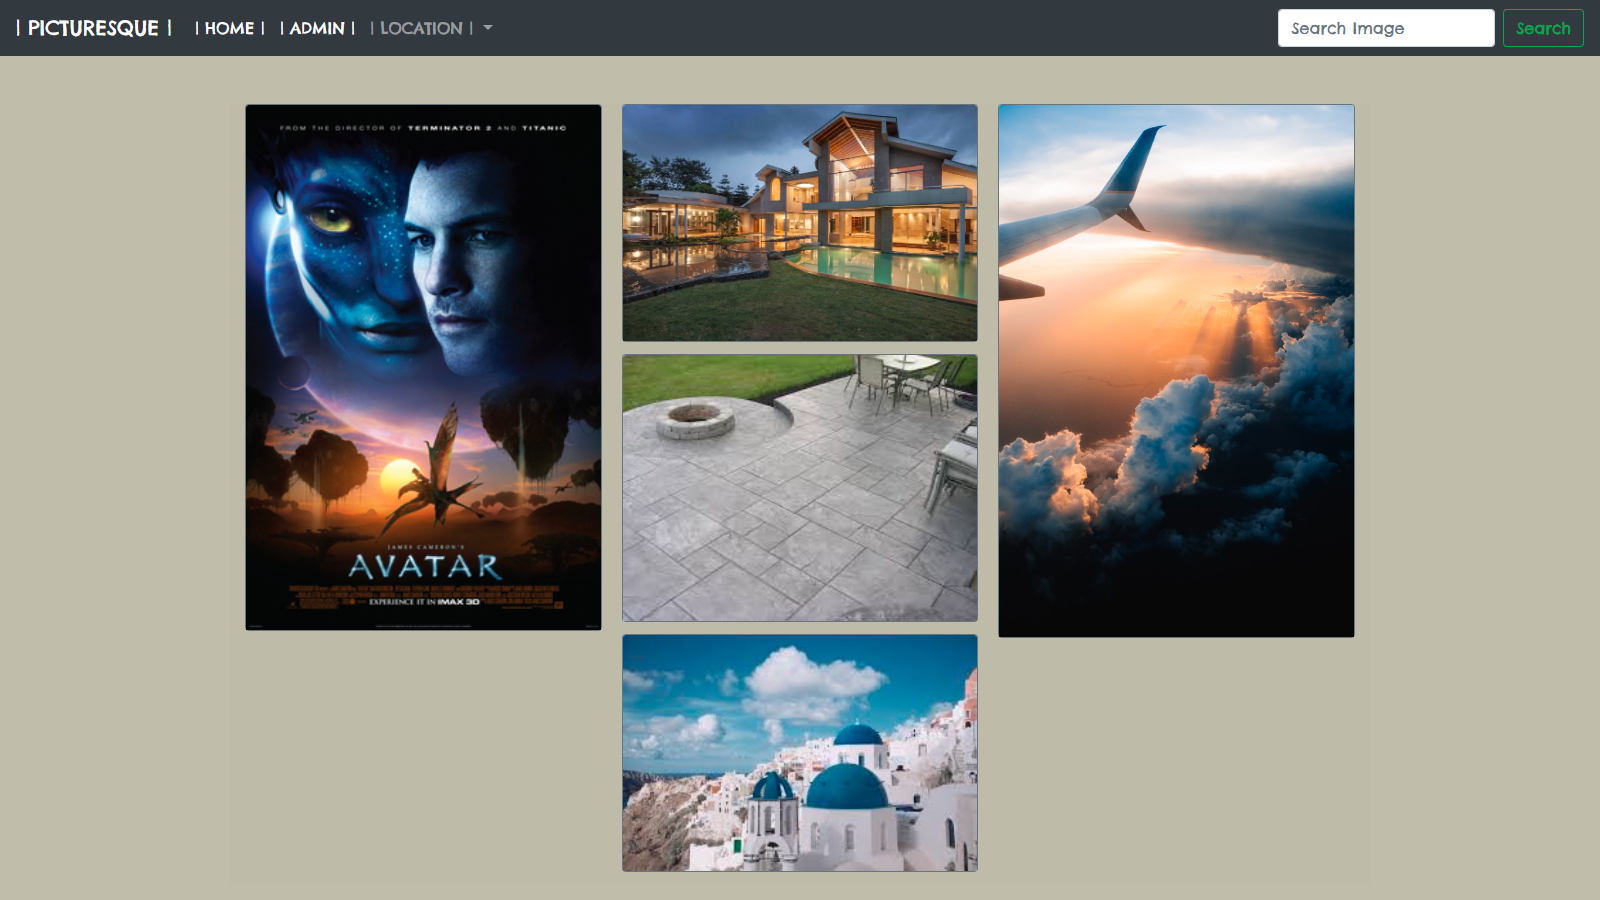 | PICTURESQUE |
| HOME |
| ADMIN |
| LOCATION |
Search Image
Search
FROM THE DIRECTOR OF TERMINATOR 2 AND TITANIC
JAMES CAMERON'S
AVATAR
EXPERIENCE IT IN IMAX 3D